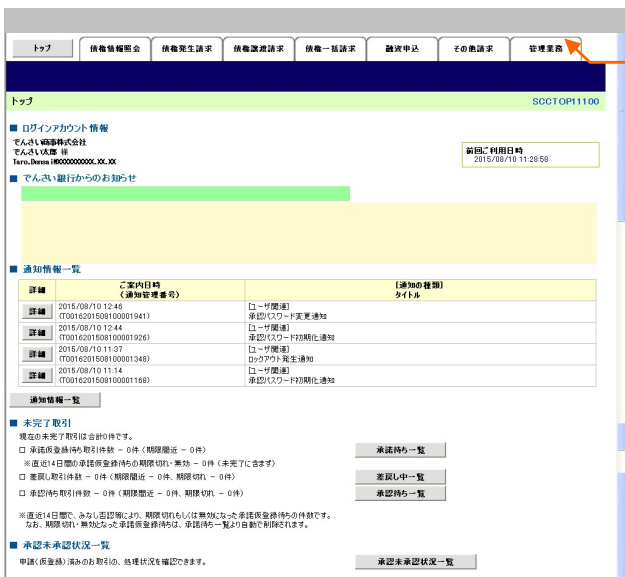 トップ 債権情報照会 債権発生請求 債権譲渡請求 債権一括請求 融資申込 その他請求 管理業務
トップ SCCTOP11100
■ ログインアカウント情報
でんさい商事株式会社
でんさい太郎 様
前回ご利用日時
2015/08/10 11:28:58
■ でんさい銀行からのお知らせ
■ 通知情報一覧
詳細 ご案内日時 [通知の種類]
(通知管理番号) タイトル
詳細 2015/08/10 12:46 [ユーザ関連]
(T0016201508100001941) 承認パスワード変更通知
詳細 2015/08/10 12:44 [ユーザ関連]
(T0016201508100001926) 承認パスワード初期化通知
詳細 2015/08/10 11:37 [ユーザ関連]
(T0016201508100001348) ロックアウト発生通知
詳細 2015/08/10 11:14 [ユーザ関連]
(T0016201508100001168) 承認パスワード初期化通知
通知情報一覧
■ 未完了取引
現在の未完了取引は合計0件です。
□ 承諾仮登録待ち取引件数 − 0件 (期限間近 − 0件) 承諾待ち一覧
※直近14日間の承諾仮登録待ちの期限切れ・無効 − 0件 (未完了に含まず)
□ 差戻し取引件数 − 0件 (期限間近 − 0件、期限切れ − 0件) 差戻し中一覧
□ 承認待ち取引件数 − 0件 (期限間近 − 0件、期限切れ − 0件) 承認待ち一覧
※直近14日間で、みなし否認等により、期限切れもしくは無効になった承諾仮登録待ちの件数です。
なお、期限切れ・無効となった承諾仮登録待ちは、承諾待ち一覧より自動で削除されます。
■ 承認未承認状況一覧
申請(仮登録)済みのお取引の、処理状況を確認できます。 承認未承認状況一覧